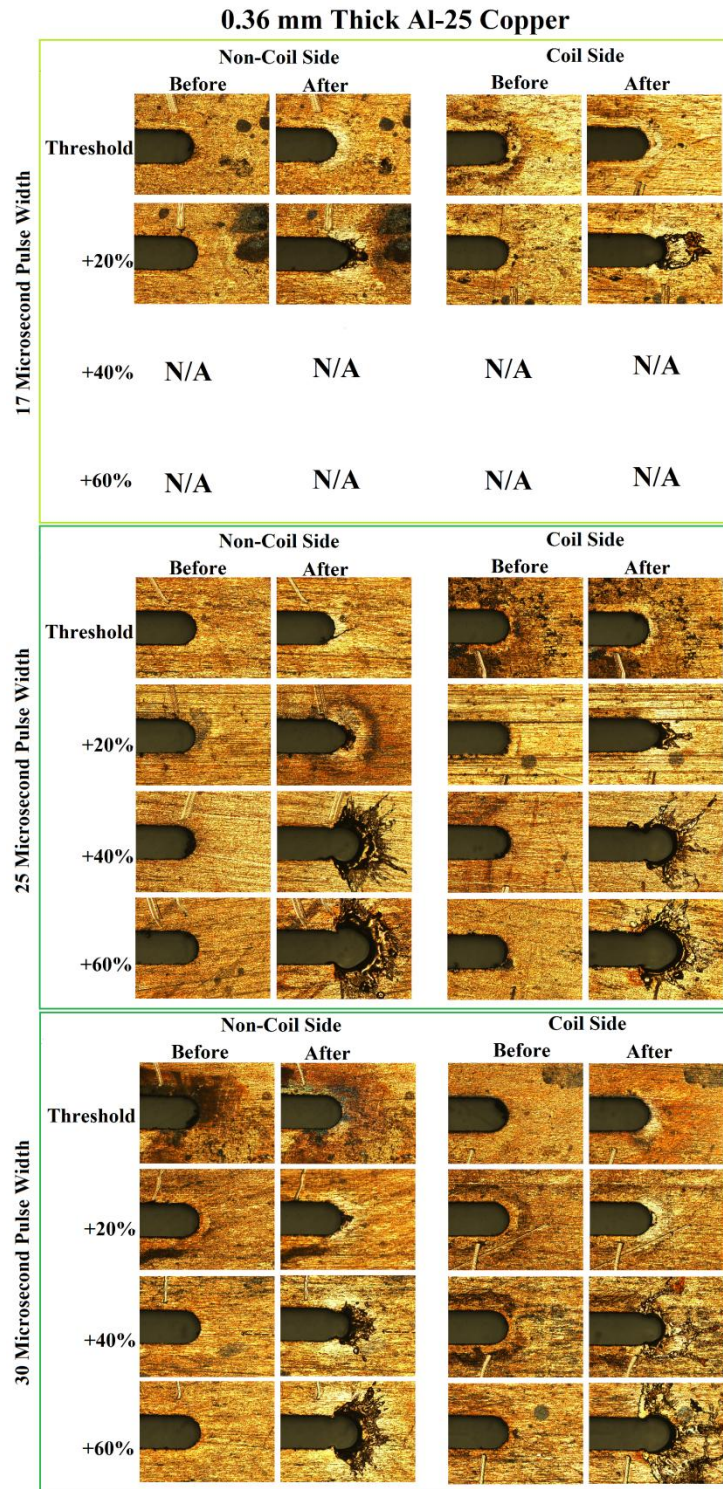 0.36 mm Thick Al-25 Copper
17 Microsecond Pulse Width
Non-Coil Side Coil Side
Before After Before After
Threshold
+20%
+40% N/A N/A N/A N/A
+60% N/A N/A N/A N/A
25 Microsecond Pulse Width
Non-Coil Side Coil Side
Before After Before After
Threshold
+20%
+40%
+60%
30 Microsecond Pulse Width
Non-Coil Side Coil Side
Before After Before After
Threshold
+20%
+40%
+60%